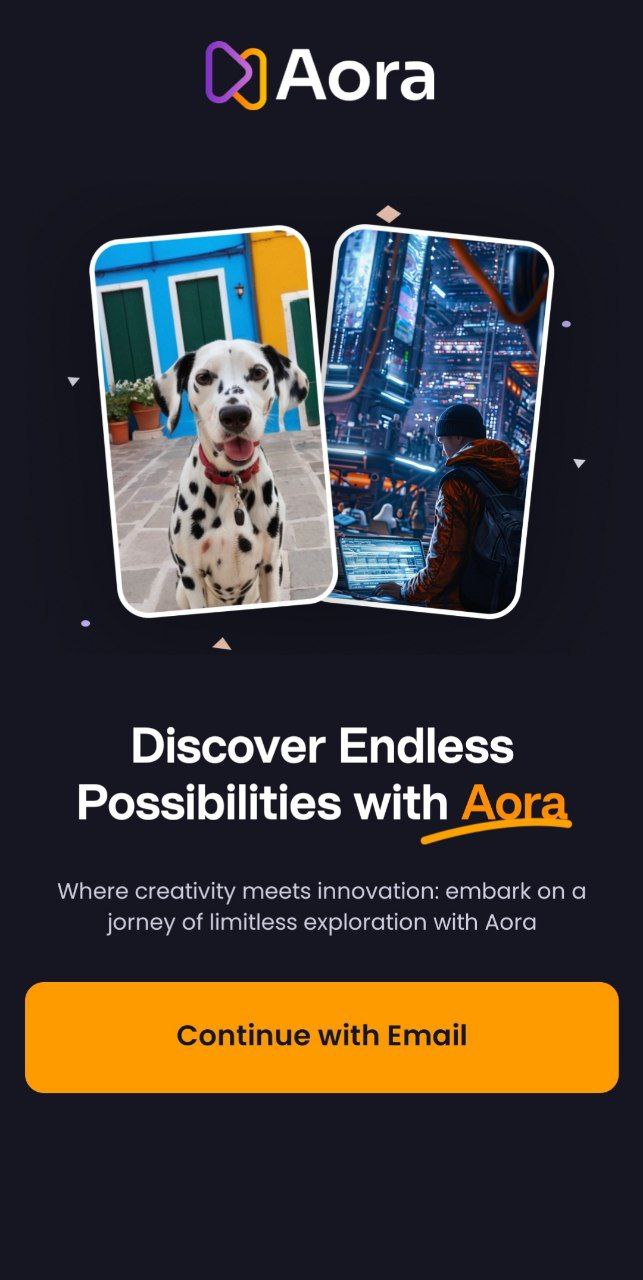 Aora
Discover Endless
Possibilities with Aora
Where creativity meets innovation: embark on a
jorney of limitless exploration with Aora
Continue with Email